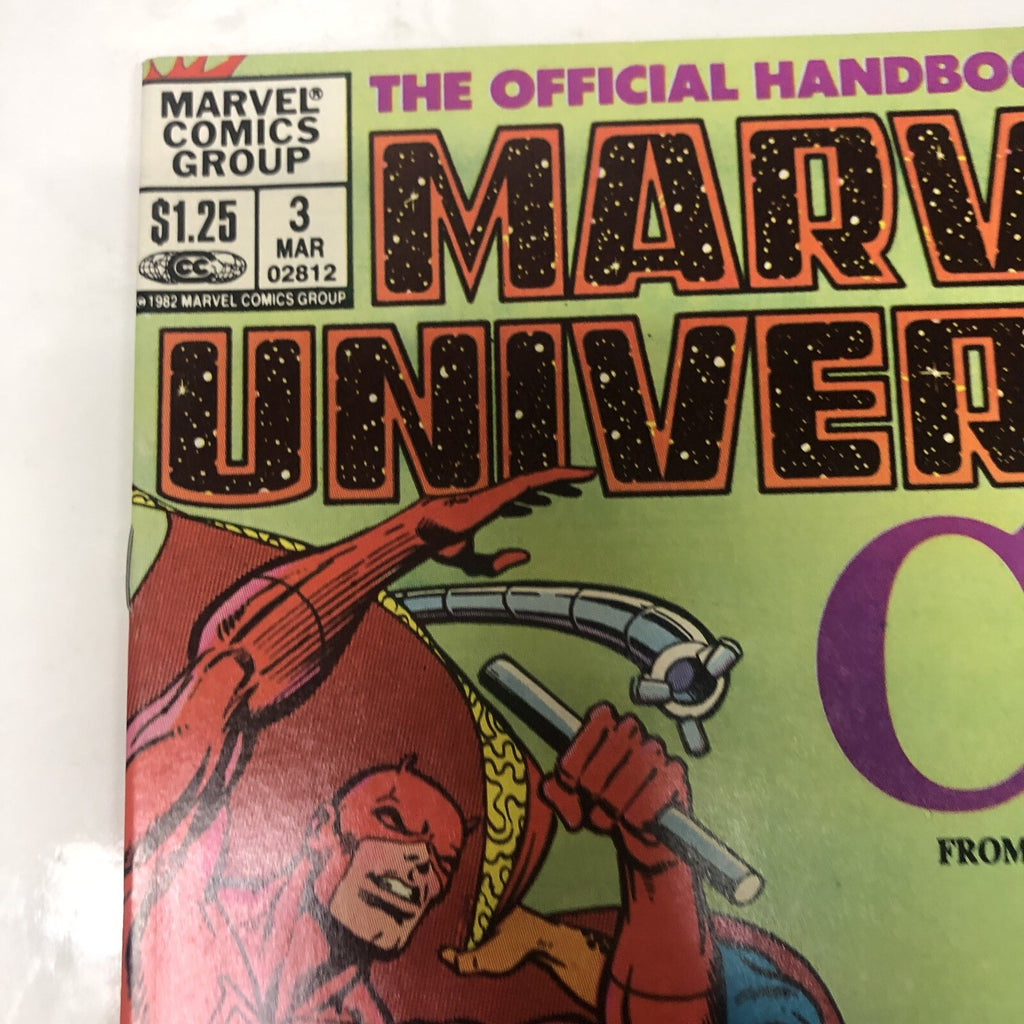 MARVEL®
COMICS
GROUP
$1.25
3
MAR
02812
CC
© 1982 MARVEL COMICS GROUP
THE OFFICIAL HANDBOO
MARV
UNIVER
C
FROM